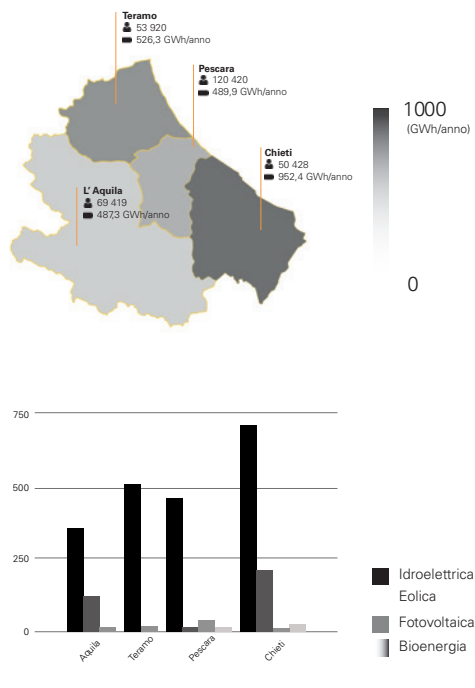 Teramo
53 920
526,3 GWh/anno
Pescara
120 420
489,9 GWh/anno
Chieti
50 428
952,4 GWh/anno
L' Aquila
69 419
487,3 GWh/anno
1000
(GWh/anno)
0
750
500
250
0
Aquila
Teramo
Pescara
Chieti
Idroelettrica
Eolica
Fotovoltaica
Bioenergia